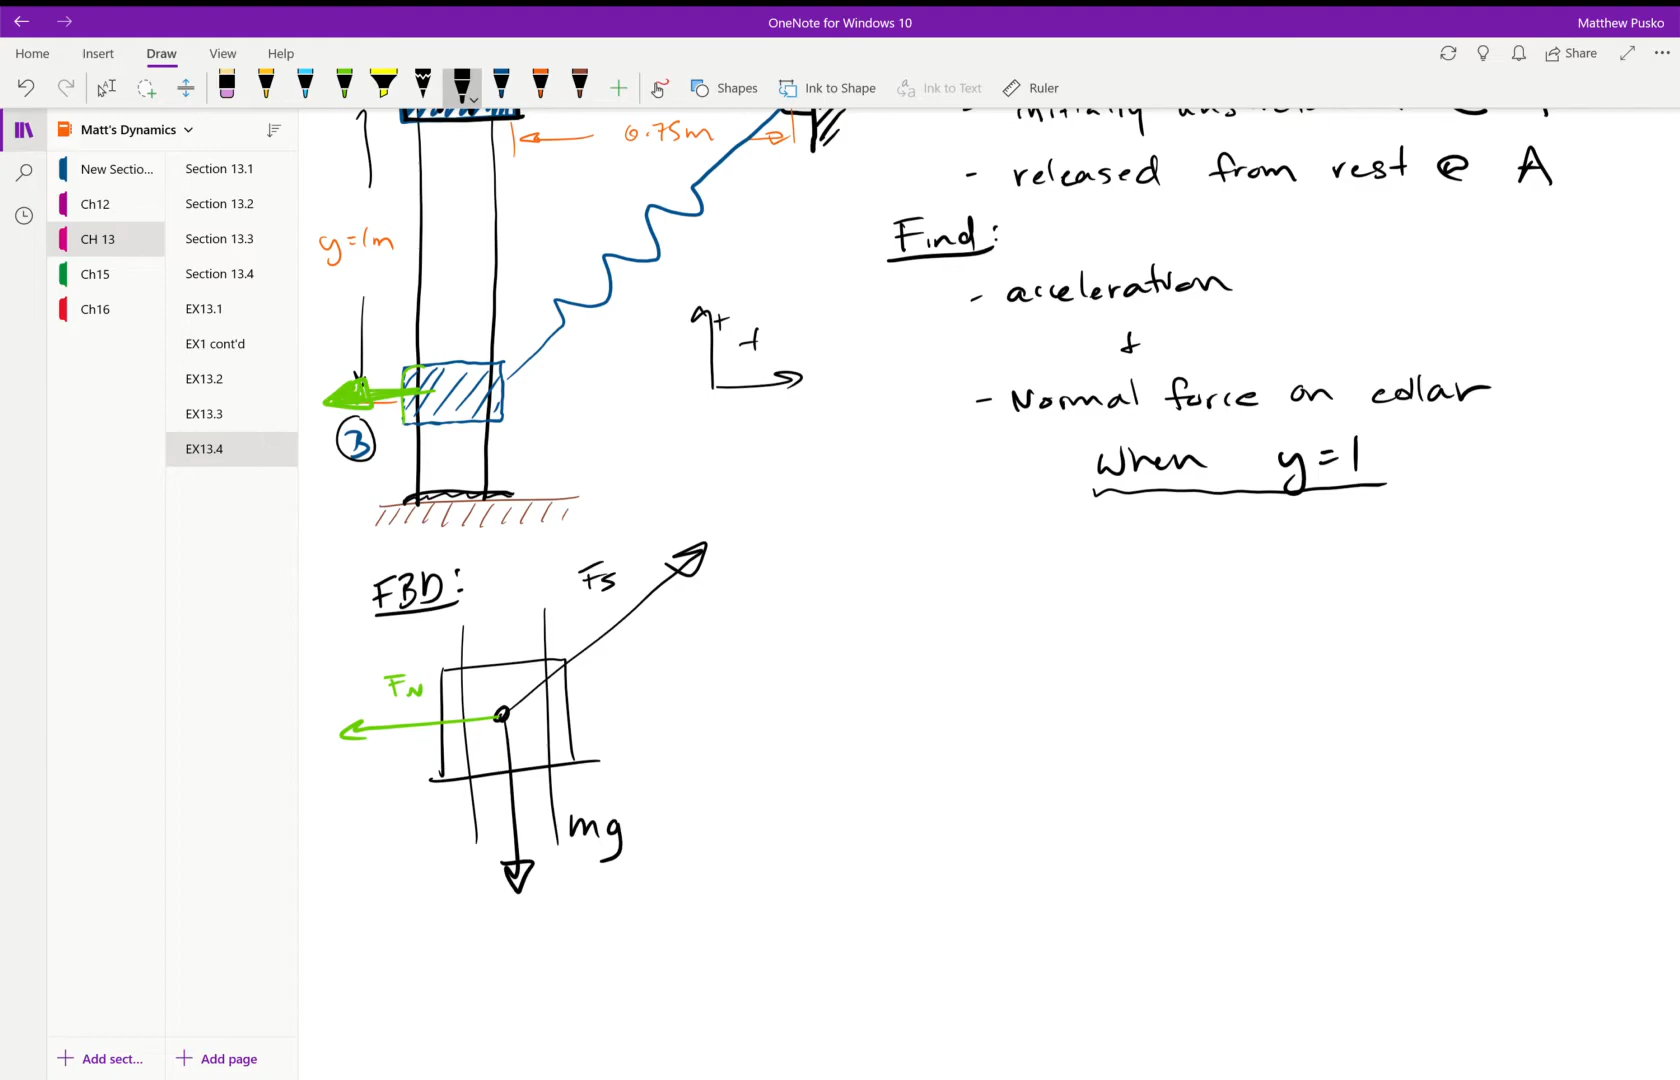 OneNote for Windows 10
Matthew Pusko
Home Insert Draw View Help
Share
Shapes Ink to Shape Ink to Text Ruler
Matt's Dynamics
New Sectio...
Ch12
CH 13
Ch15
Ch16
Section 13.1
Section 13.2
Section 13.3
Section 13.4
EX13.1
EX1 cont'd
EX13.2
EX13.3
EX13.4
Add sect...
Add page
0.75m
y=1m
B
+
+
- initially
- released from rest @ A
Find:
- acceleration
+
- Normal force on collar
when y=1
FBD:
Fs
FN
mg